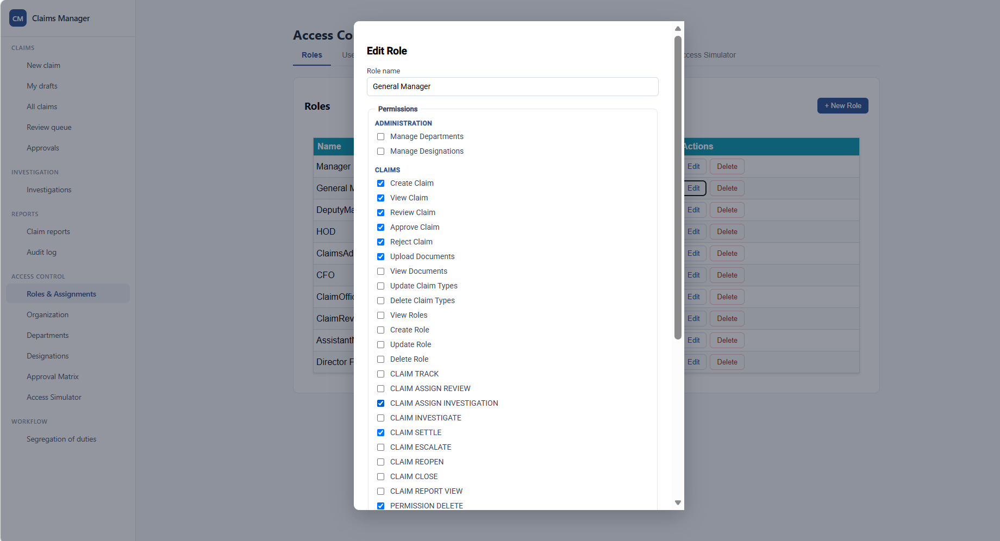 CM Claims Manager
CLAIMS
New claim
My drafts
All claims
Review queue
Approvals
INVESTIGATION
Investigations
REPORTS
Claim reports
Audit log
ACCESS CONTROL
Roles & Assignments
Organization
Departments
Designations
Approval Matrix
Access Simulator
WORKFLOW
Segregation of duties
Access Co
Roles Use ccess Simulator
Roles
+ New Role
Name Actions
Manager Edit Delete
General M Edit Delete
DeputyMa Edit Delete
HOD Edit Delete
ClaimsAd Edit Delete
CFO Edit Delete
ClaimOffic Edit Delete
ClaimRev Edit Delete
Assistant Edit Delete
Director F Edit Delete
Edit Role
Role name
General Manager
Permissions
ADMINISTRATION
Manage Departments
Manage Designations
CLAIMS
Create Claim
View Claim
Review Claim
Approve Claim
Reject Claim
Upload Documents
View Documents
Update Claim Types
Delete Claim Types
View Roles
Create Role
Update Role
Delete Role
CLAIM TRACK
CLAIM ASSIGN REVIEW
CLAIM ASSIGN INVESTIGATION
CLAIM INVESTIGATE
CLAIM SETTLE
CLAIM ESCALATE
CLAIM REOPEN
CLAIM CLOSE
CLAIM REPORT VIEW
PERMISSION DELETE